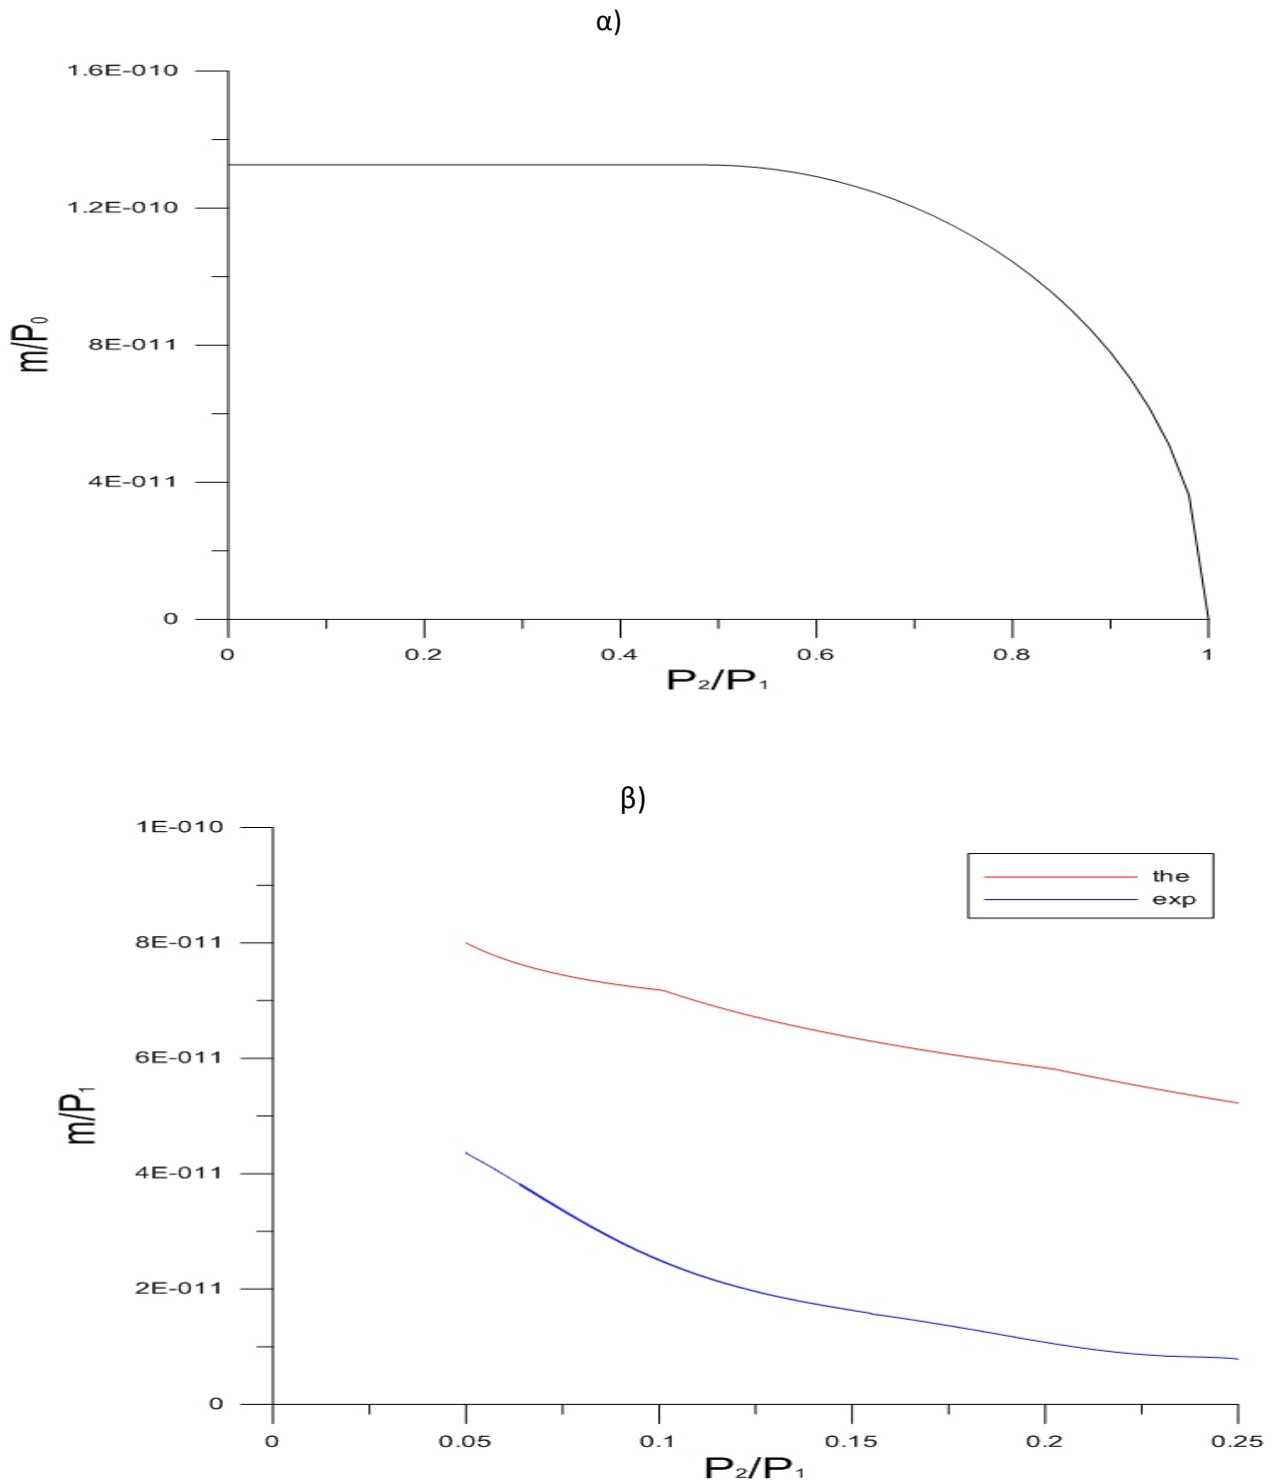 α)
1.6E-010
1.2E-010
8E-011
4E-011
0
m/P₀
0 0.2 0.4 0.6 0.8 1
P₂/P₁
β)
1E-010
8E-011
6E-011
4E-011
2E-011
0
m/P₁
the
exp
0 0.05 0.1 0.15 0.2 0.25
P₂/P₁